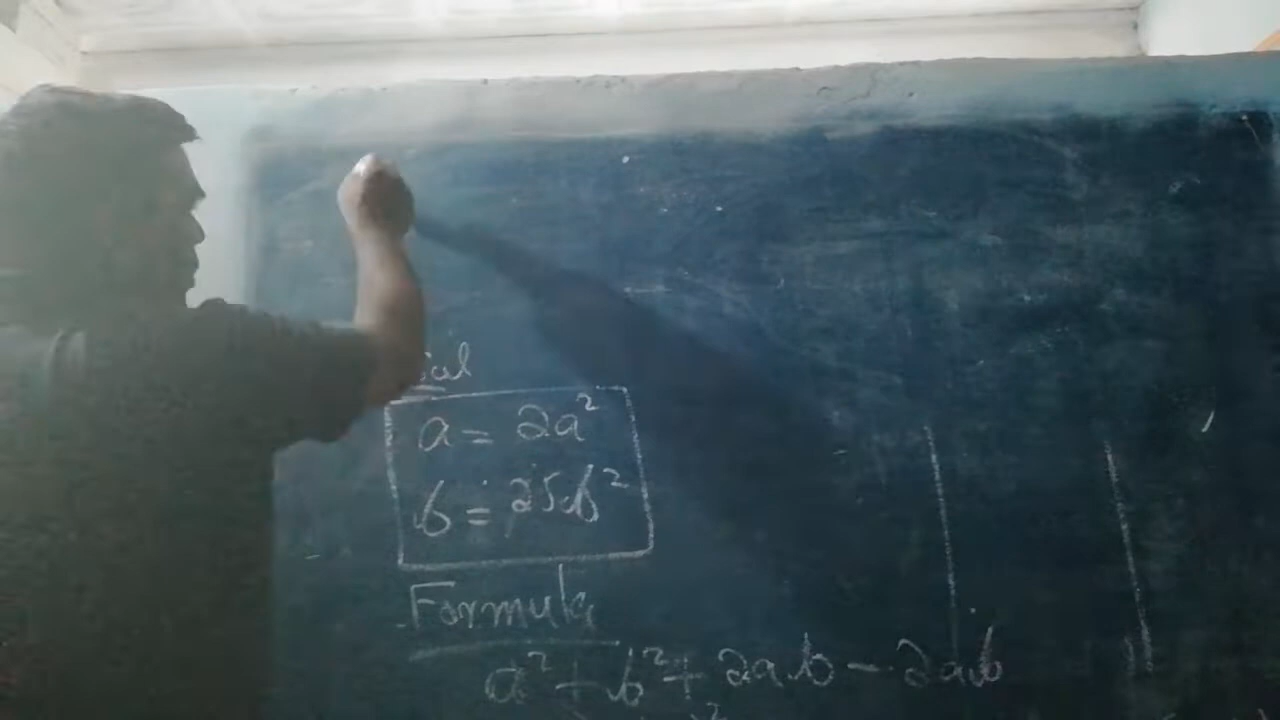 a = 2a²
b = 25b²
Formula
a² + b² + 2ab - 2ab